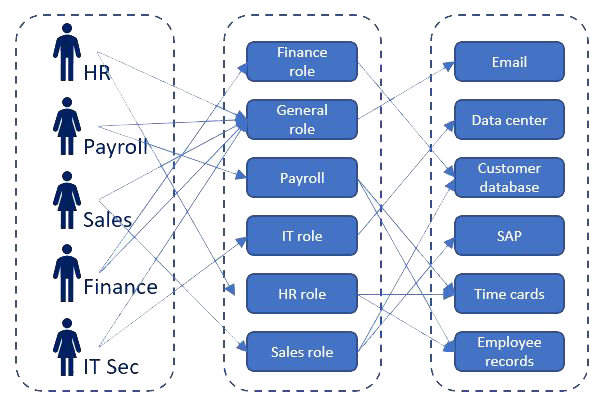 HR
Payroll
Sales
Finance
IT Sec
Finance
role
General
role
Payroll
IT role
HR role
Sales role
Email
Data center
Customer
database
SAP
Time cards
Employee
records